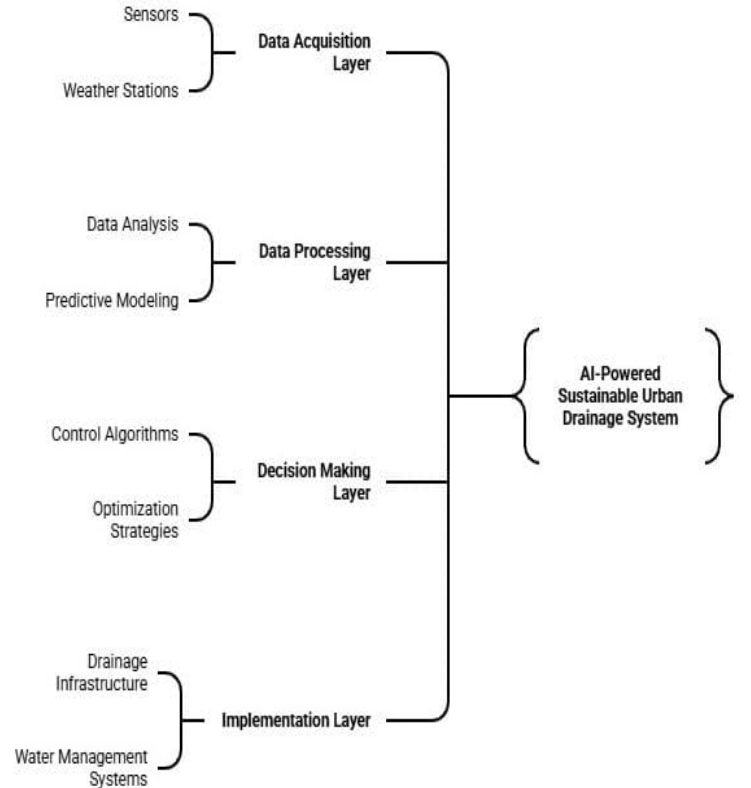 Sensors
Data Acquisition
Layer
Weather Stations
Data Analysis
Data Processing
Layer
Predictive Modeling
AI-Powered
Sustainable Urban
Drainage System
Control Algorithms
Decision Making
Layer
Optimization
Strategies
Drainage
Infrastructure
Implementation Layer
Water Management
Systems